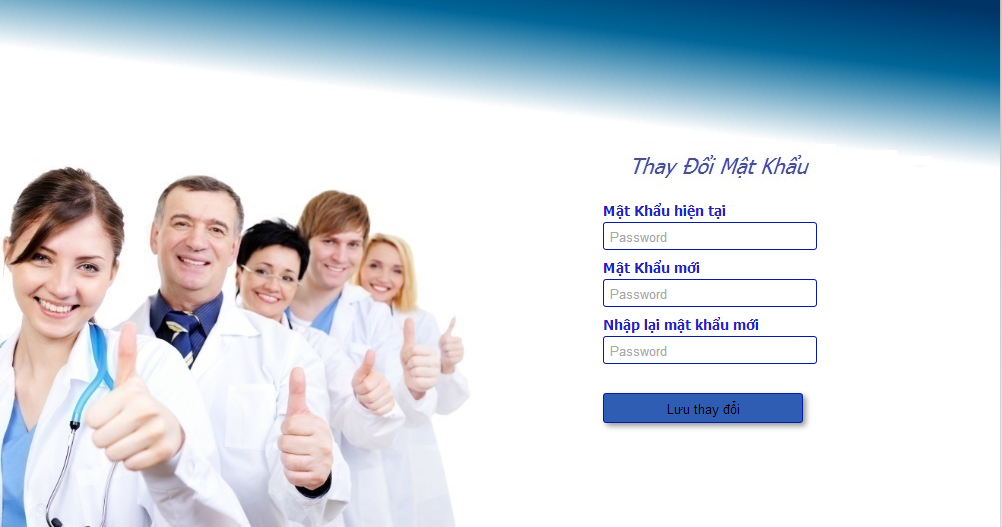 Thay Đổi Mật Khẩu
Mật Khẩu hiện tại
Password
Mật Khẩu mới
Password
Nhập lại mật khẩu mới
Password
Lưu thay đổi